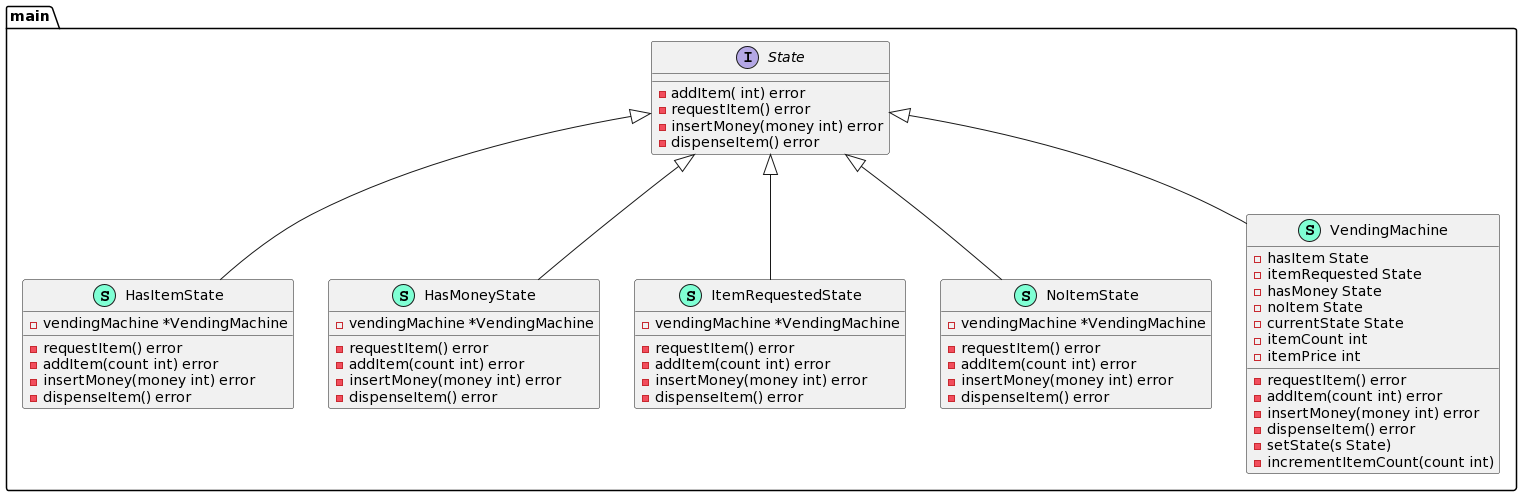 main
I State
addItem( int) error
requestItem() error
insertMoney(money int) error
dispenseItem() error
S HasItemState
vendingMachine *VendingMachine
requestItem() error
addItem(count int) error
insertMoney(money int) error
dispenseItem() error
S HasMoneyState
vendingMachine *VendingMachine
requestItem() error
addItem(count int) error
insertMoney(money int) error
dispenseItem() error
S ItemRequestedState
vendingMachine *VendingMachine
requestItem() error
addItem(count int) error
insertMoney(money int) error
dispenseItem() error
S NoItemState
vendingMachine *VendingMachine
requestItem() error
addItem(count int) error
insertMoney(money int) error
dispenseItem() error
S VendingMachine
hasItem State
itemRequested State
hasMoney State
noItem State
currentState State
itemCount int
itemPrice int
requestItem() error
addItem(count int) error
insertMoney(money int) error
dispenseItem() error
setState(s State)
incrementItemCount(count int)